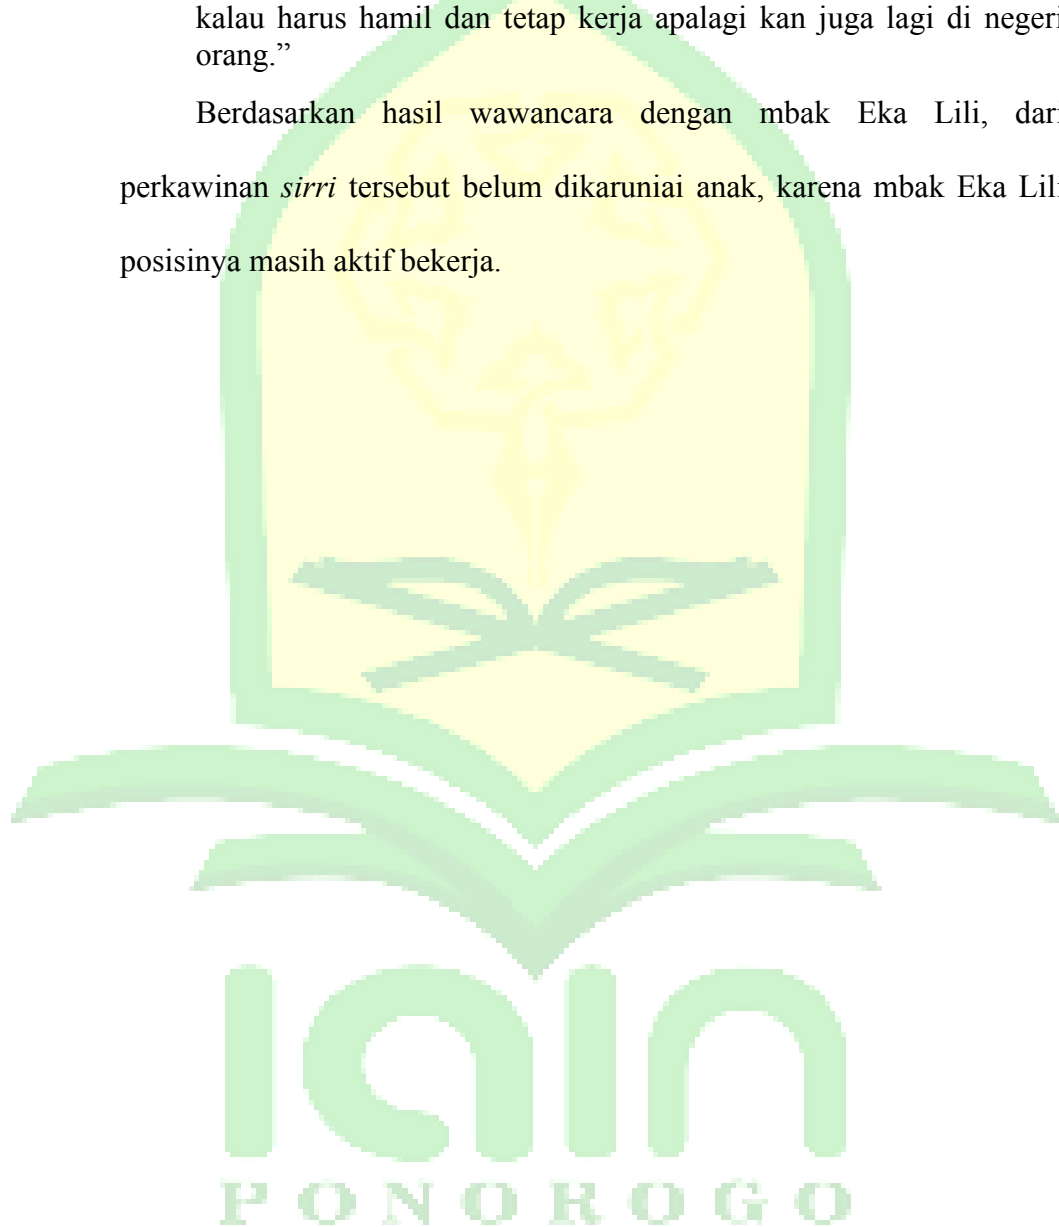 kalau harus hamil dan tetap kerja apalagi kan juga lagi di negeri
orang.”
Berdasarkan hasil wawancara dengan mbak Eka Lili, dari
perkawinan sirri tersebut belum dikaruniai anak, karena mbak Eka Lili
posisinya masih aktif bekerja.
iain
PONOROGO